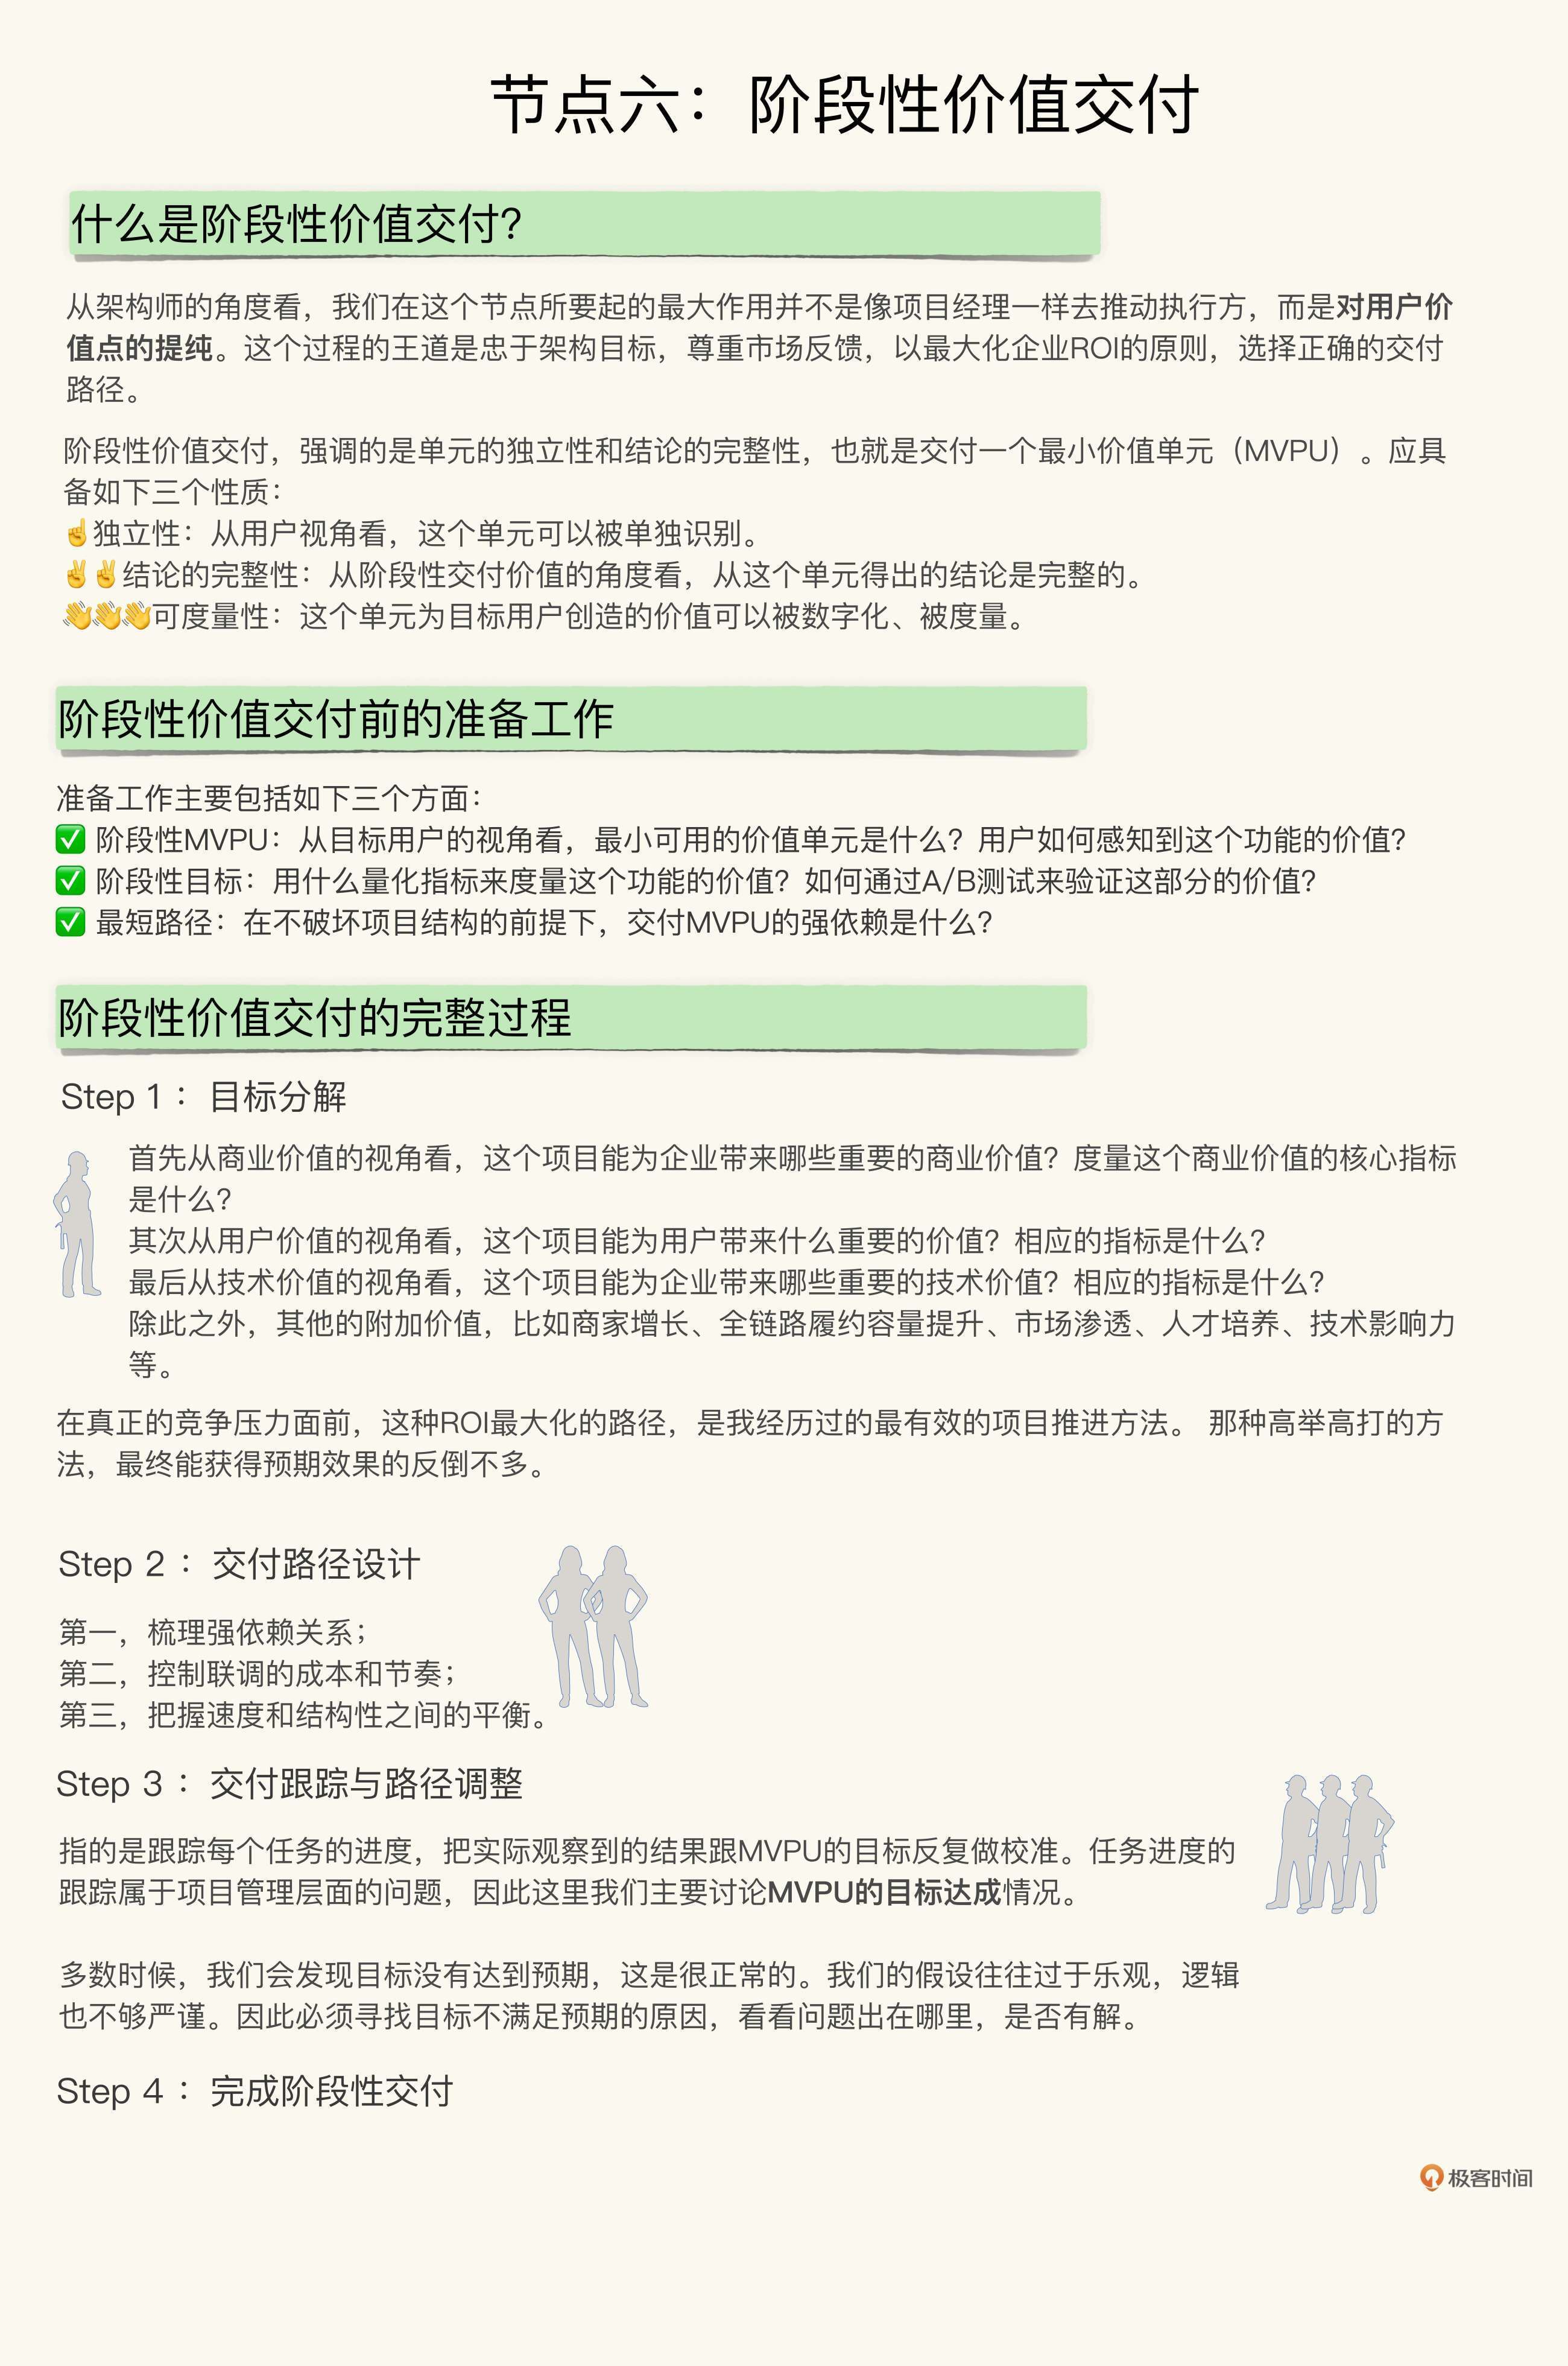 节点六：阶段性价值交付
什么是阶段性价值交付？
从架构师的角度看，我们在这个节点所要起的最大作用并不是像项目经理一样去推动执行方，而是对用户价
值点的提纯。这个过程的王道是忠于架构目标，尊重市场反馈，以最大化企业ROI的原则，选择正确的交付
路径。
阶段性价值交付，强调的是单元的独立性和结论的完整性，也就是交付一个最小价值单元（MVPU）。应具
备如下三个性质：
☝️独立性：从用户视角看，这个单元可以被单独识别。
✌️✌️结论的完整性：从阶段性交付价值的角度看，从这个单元得出的结论是完整的。
👋👋👋可度量性：这个单元为目标用户创造的价值可以被数字化、被度量。
阶段性价值交付前的准备工作
准备工作主要包括如下三个方面：
✅ 阶段性MVPU：从目标用户的视角看，最小可用的价值单元是什么？用户如何感知到这个功能的价值？
✅ 阶段性目标：用什么量化指标来度量这个功能的价值？如何通过A/B测试来验证这部分的价值？
✅ 最短路径：在不破坏项目结构的前提下，交付MVPU的强依赖是什么？
阶段性价值交付的完整过程
Step 1：目标分解
首先从商业价值的视角看，这个项目能为企业带来哪些重要的商业价值？度量这个商业价值的核心指标
是什么？
其次从用户价值的视角看，这个项目能为用户带来什么重要的价值？相应的指标是什么？
最后从技术价值的视角看，这个项目能为企业带来哪些重要的技术价值？相应的指标是什么？
除此之外，其他的附加价值，比如商家增长、全链路履约容量提升、市场渗透、人才培养、技术影响力
等。
在真正的竞争压力面前，这种ROI最大化的路径，是我经历过的最有效的项目推进方法。 那种高举高打的方
法，最终能获得预期效果的反倒不多。
Step 2：交付路径设计
第一，梳理强依赖关系；
第二，控制联调的成本和节奏；
第三，把握速度和结构性之间的平衡。
Step 3：交付跟踪与路径调整
指的是跟踪每个任务的进度，把实际观察到的结果跟MVPU的目标反复做校准。任务进度的
跟踪属于项目管理层面的问题，因此这里我们主要讨论MVPU的目标达成情况。
多数时候，我们会发现目标没有达到预期，这是很正常的。我们的假设往往过于乐观，逻辑
也不够严谨。因此必须寻找目标不满足预期的原因，看看问题出在哪里，是否有解。
Step 4：完成阶段性交付
极客时间